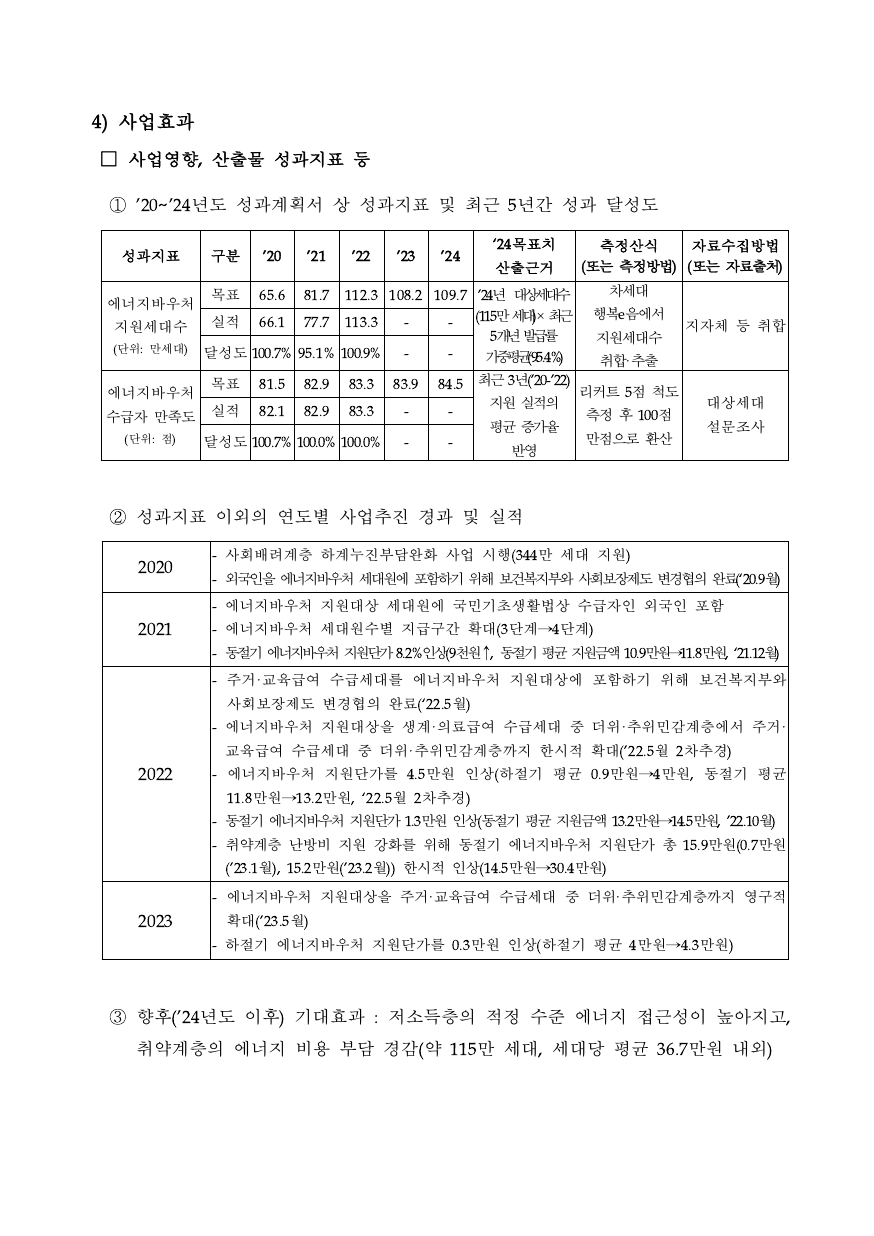 4) 사업효과
□ 사업영향, 산출물 성과지표 등
① ’20~’24년도 성과계획서 상 성과지표 및 최근 5년간 성과 달성도
성과지표 구분 ’20 ’21 ’22 ’23 ’24 ’24목표치 산출근거 측정산식 (또는 측정방법) 자료수집방법 (또는 자료출처)
에너지바우처
지원세대수
(단위: 만세대)
목표 65.6 81.7 112.3 108.2 109.7
실적 66.1 77.7 113.3 - -
달성도 100.7% 95.1% 100.9% - -
’24년 대상세대수
(115만 세대)× 최근
5개년 발급률
가중평균(95.4%)
차세대
행복e음에서
지원세대수
취합·추출
지자체 등 취합
에너지바우처
수급자 만족도
(단위: 점)
목표 81.5 82.9 83.3 83.9 84.5
실적 82.1 82.9 83.3 - -
달성도 100.7% 100.0% 100.0% - -
최근 3년(’20-’22)
지원 실적의
평균 증가율
반영
리커트 5점 척도
측정 후 100점
만점으로 환산
대상세대
설문조사
② 성과지표 이외의 연도별 사업추진 경과 및 실적
2020
- 사회배려계층 하계누진부담완화 사업 시행(344만 세대 지원)
- 외국인을 에너지바우처 세대원에 포함하기 위해 보건복지부와 사회보장제도 변경협의 완료(‘20.9월)
2021
- 에너지바우처 지원대상 세대원에 국민기초생활법상 수급자인 외국인 포함
- 에너지바우처 세대원수별 지급구간 확대(3단계→4단계)
- 동절기 에너지바우처 지원단가 8.2%인상(9천원↑, 동절기 평균 지원금액 10.9만원→11.8만원, ‘21.12월)
2022
- 주거·교육급여 수급세대를 에너지바우처 지원대상에 포함하기 위해 보건복지부와
사회보장제도 변경협의 완료(‘22.5월)
- 에너지바우처 지원대상을 생계·의료급여 수급세대 중 더위·추위민감계층에서 주거·
교육급여 수급세대 중 더위·추위민감계층까지 한시적 확대(’22.5월 2차추경)
- 에너지바우처 지원단가를 4.5만원 인상(하절기 평균 0.9만원→4만원, 동절기 평균
11.8만원→13.2만원, ‘22.5월 2차추경)
- 동절기 에너지바우처 지원단가 1.3만원 인상(동절기 평균 지원금액 13.2만원→14.5만원, ’22.10월)
- 취약계층 난방비 지원 강화를 위해 동절기 에너지바우처 지원단가 총 15.9만원(0.7만원
(‘23.1월), 15.2만원(’23.2월)) 한시적 인상(14.5만원→30.4만원)
2023
- 에너지바우처 지원대상을 주거·교육급여 수급세대 중 더위·추위민감계층까지 영구적
확대(’23.5월)
- 하절기 에너지바우처 지원단가를 0.3만원 인상(하절기 평균 4만원→4.3만원)
③ 향후(’24년도 이후) 기대효과 : 저소득층의 적정 수준 에너지 접근성이 높아지고,
취약계층의 에너지 비용 부담 경감(약 115만 세대, 세대당 평균 36.7만원 내외)